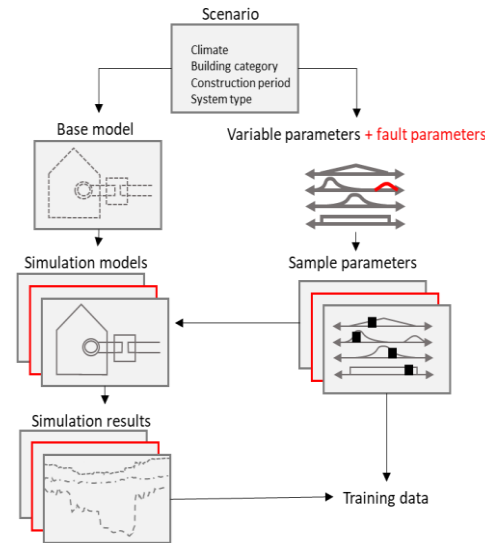 Scenario
Climate
Building category
Construction period
System type
Base model
Variable parameters + fault parameters
Simulation models
Sample parameters
Simulation results
Training data